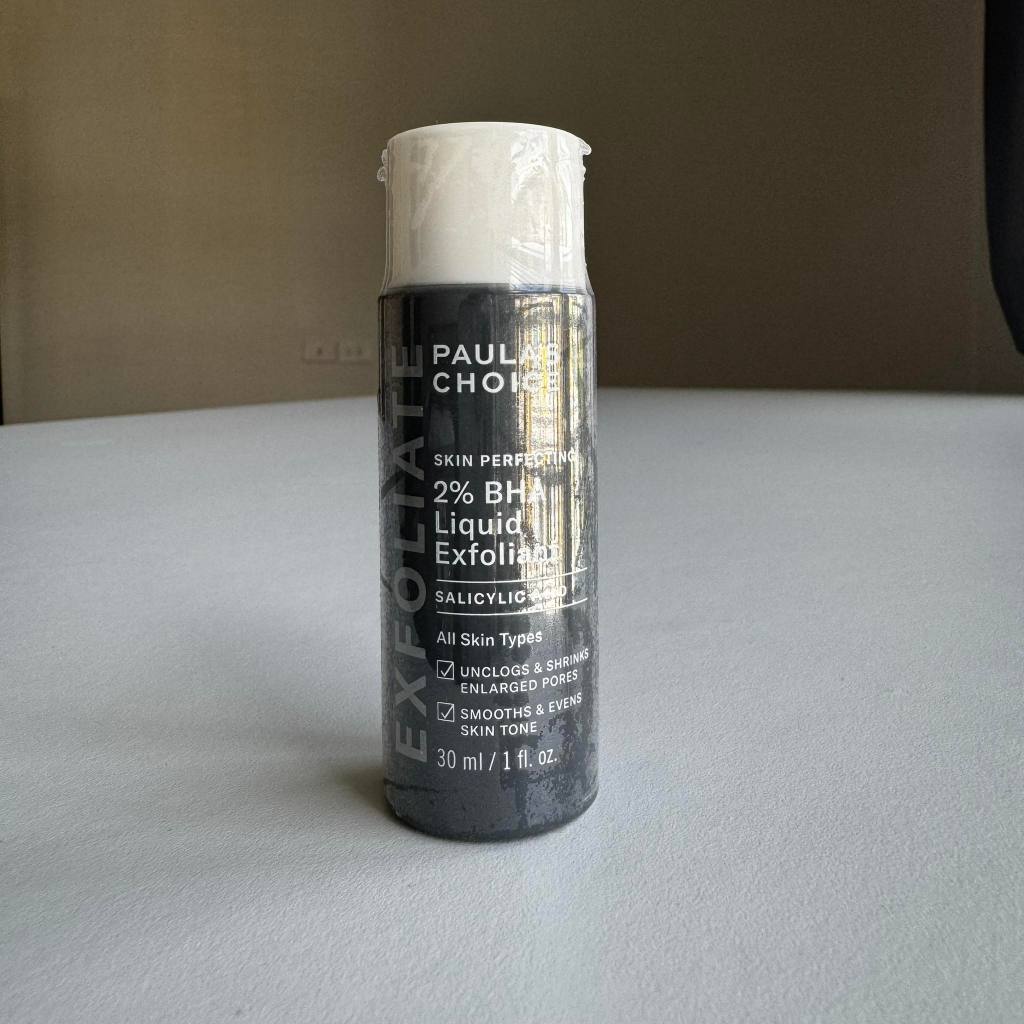 EXFOLIATE
PAULA'S
CHOICE
SKIN PERFECTING
2% BHA
Liquid
Exfoliant
SALICYLIC ACID
All Skin Types
UNCLOGS & SHRINKS
ENLARGED PORES
SMOOTHS & EVENS
SKIN TONE
30 ml / 1 fl. oz.